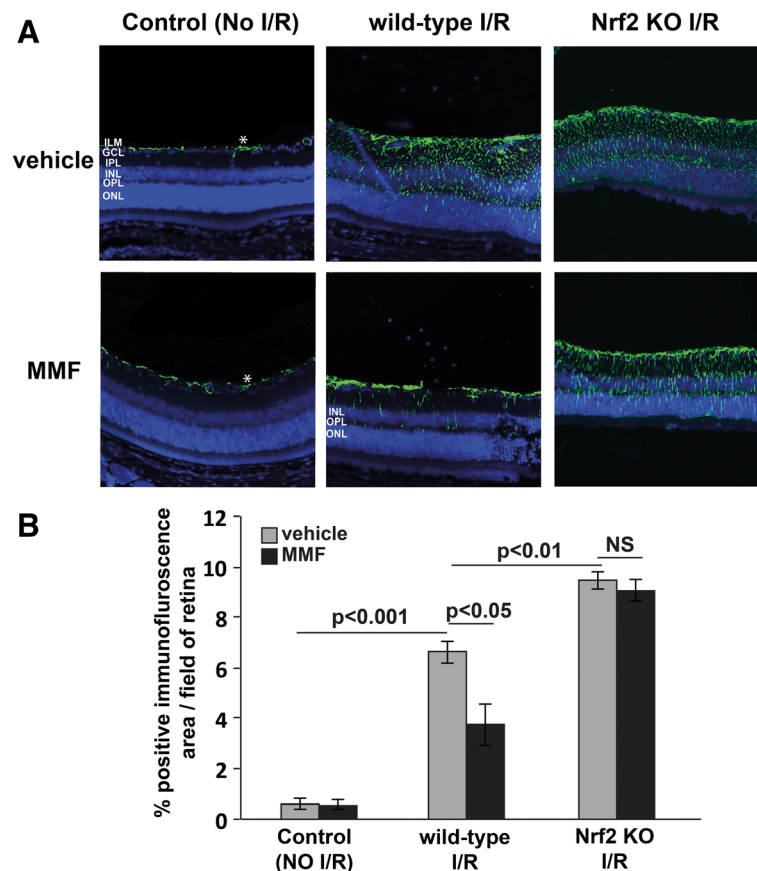 A
Control (No I/R) wild-type I/R Nrf2 KO I/R
vehicle
*
ILM
GCL
IPL
INL
OPL
ONL
MMF
*
INL
OPL
ONL
B
% positive immunofluroscence
area / field of retina
12
10
8
6
4
2
0
vehicle
MMF
p<0.001
p<0.05
p<0.01
NS
Control
(NO I/R)
wild-type
I/R
Nrf2 KO
I/R